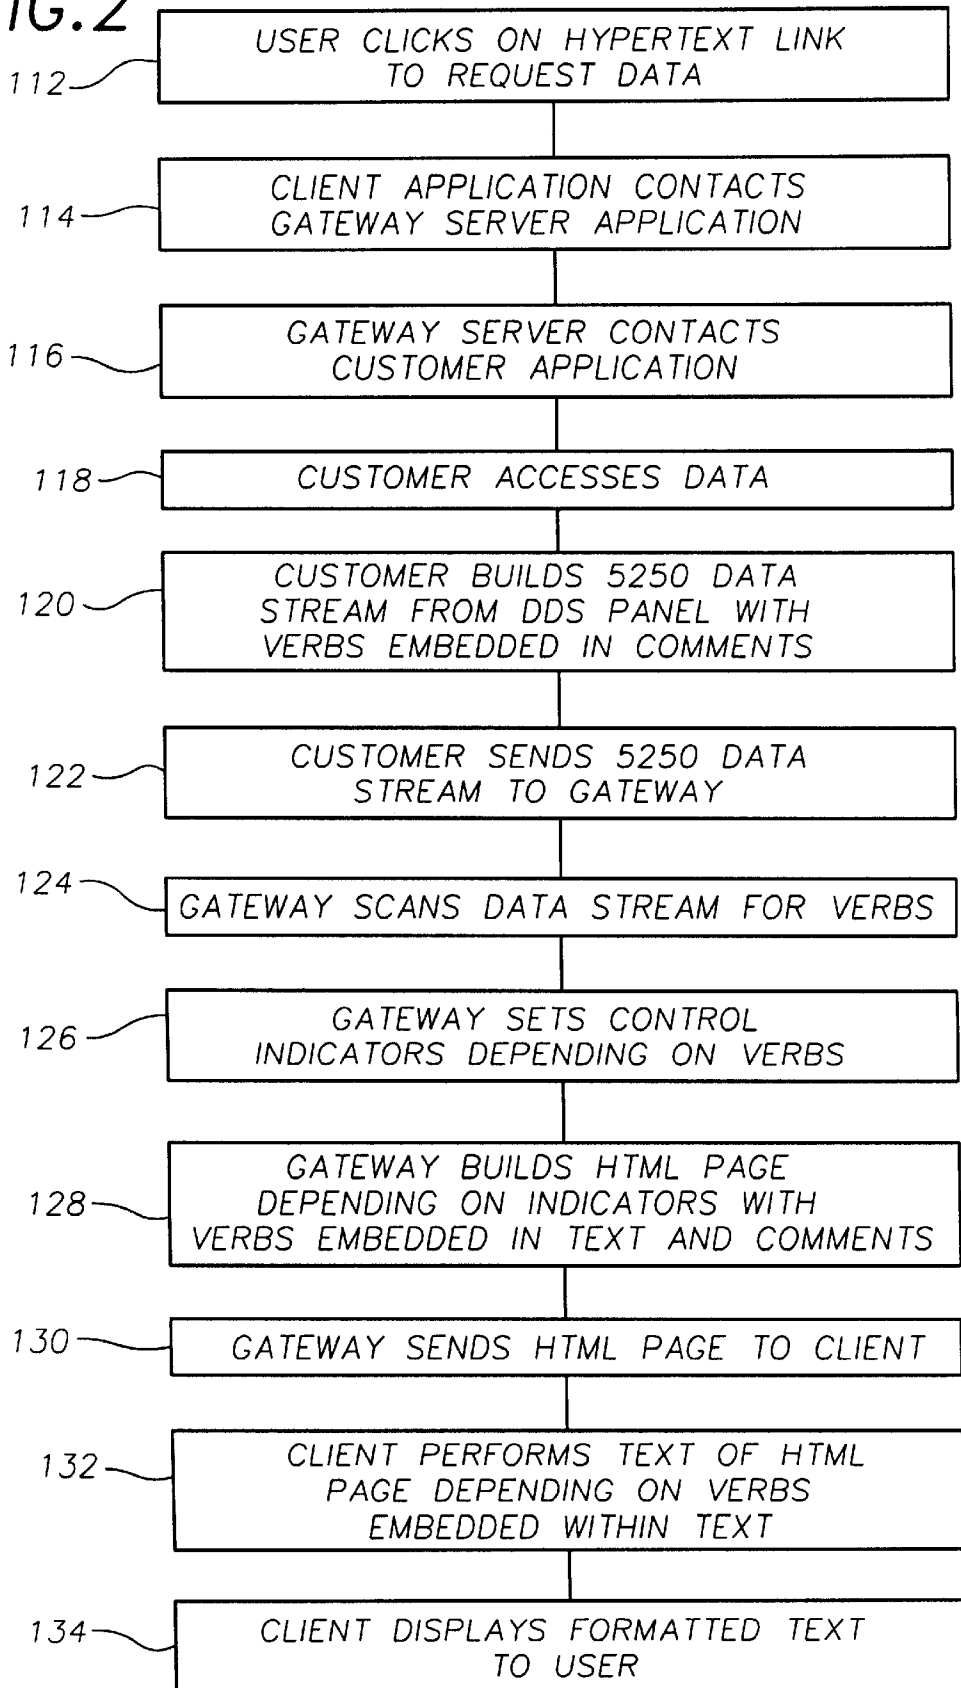 IG.2
112
USER CLICKS ON HYPERTEXT LINK
TO REQUEST DATA
114
CLIENT APPLICATION CONTACTS
GATEWAY SERVER APPLICATION
116
GATEWAY SERVER CONTACTS
CUSTOMER APPLICATION
118
CUSTOMER ACCESSES DATA
120
CUSTOMER BUILDS 5250 DATA
STREAM FROM DDS PANEL WITH
VERBS EMBEDDED IN COMMENTS
122
CUSTOMER SENDS 5250 DATA
STREAM TO GATEWAY
124
GATEWAY SCANS DATA STREAM FOR VERBS
126
GATEWAY SETS CONTROL
INDICATORS DEPENDING ON VERBS
128
GATEWAY BUILDS HTML PAGE
DEPENDING ON INDICATORS WITH
VERBS EMBEDDED IN TEXT AND COMMENTS
130
GATEWAY SENDS HTML PAGE TO CLIENT
132
CLIENT PERFORMS TEXT OF HTML
PAGE DEPENDING ON VERBS
EMBEDDED WITHIN TEXT
134
CLIENT DISPLAYS FORMATTED TEXT
TO USER